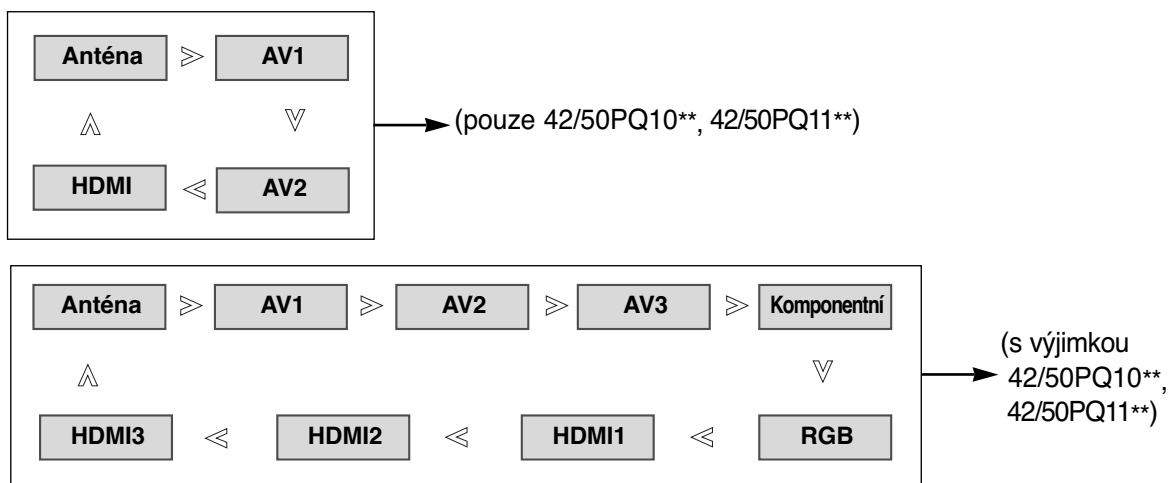 Anténa AV1
(pouze 42/50PQ10**, 42/50PQ11**)
HDMI AV2
Anténa AV1 AV2 AV3 Komponentní
(s výjimkou
42/50PQ10**,
42/50PQ11**)
HDMI3 HDMI2 HDMI1 RGB